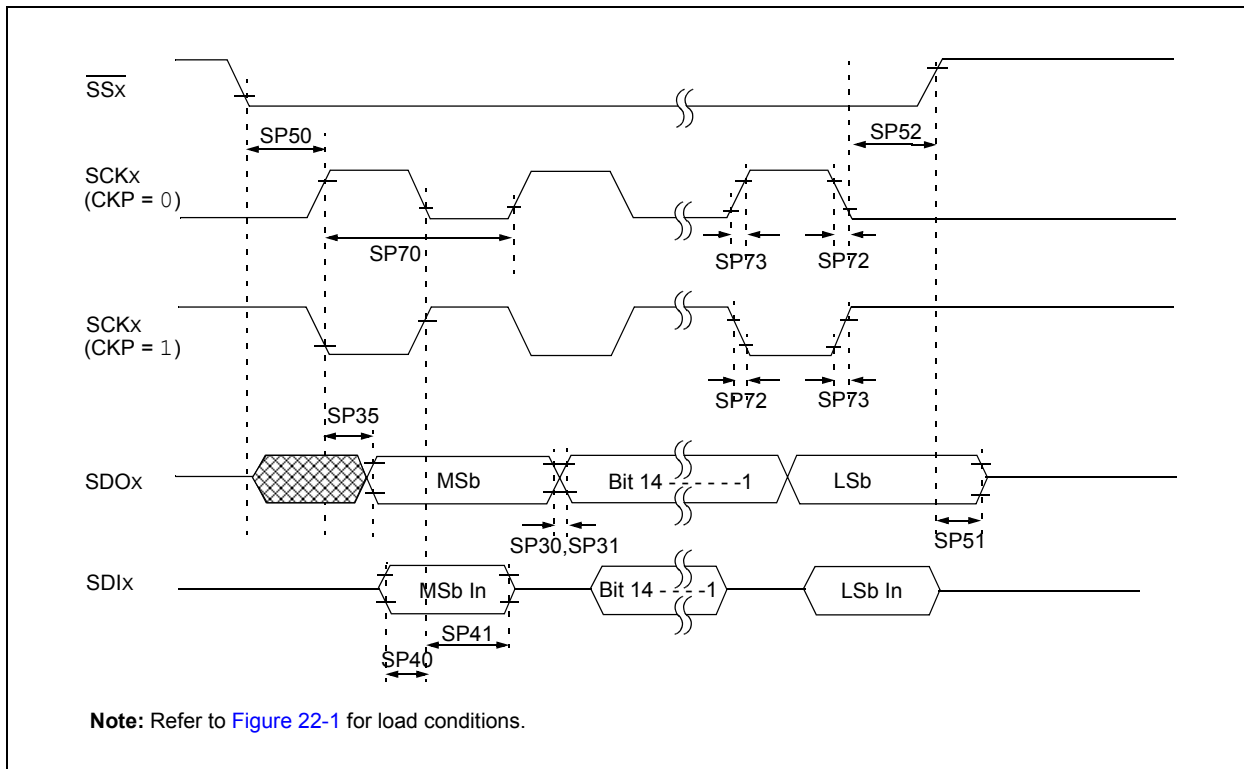 SSx
SP50
SP52
SCKx
(CKP = 0)
SP70
SP73
SP72
SCKx
(CKP = 1)
SP72
SP73
SP35
SDOx
MSb
Bit 14 - - - - - -1
LSb
SP30,SP31
SP51
SDIx
MSb In
Bit 14 - - - -1
LSb In
SP41
SP40
Note: Refer to Figure 22-1 for load conditions.